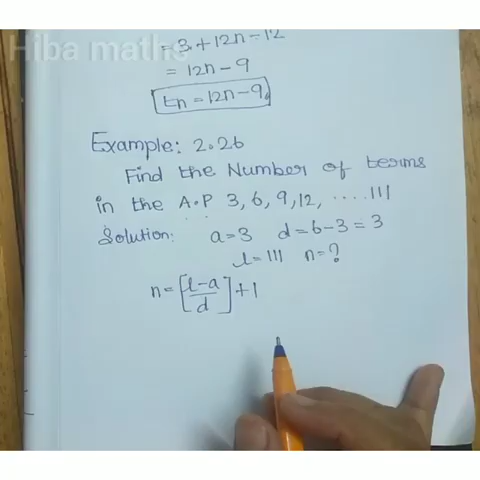 Hiba maths
= 3 + 12n - 12
= 12n - 9
tn = 12n - 9
Example: 2.26
Find the Number of terms
in the A.P 3, 6, 9, 12, .....111
Solution: a = 3 d = 6 - 3 = 3
l = 111 n = ?
n = [l-a/d] + 1